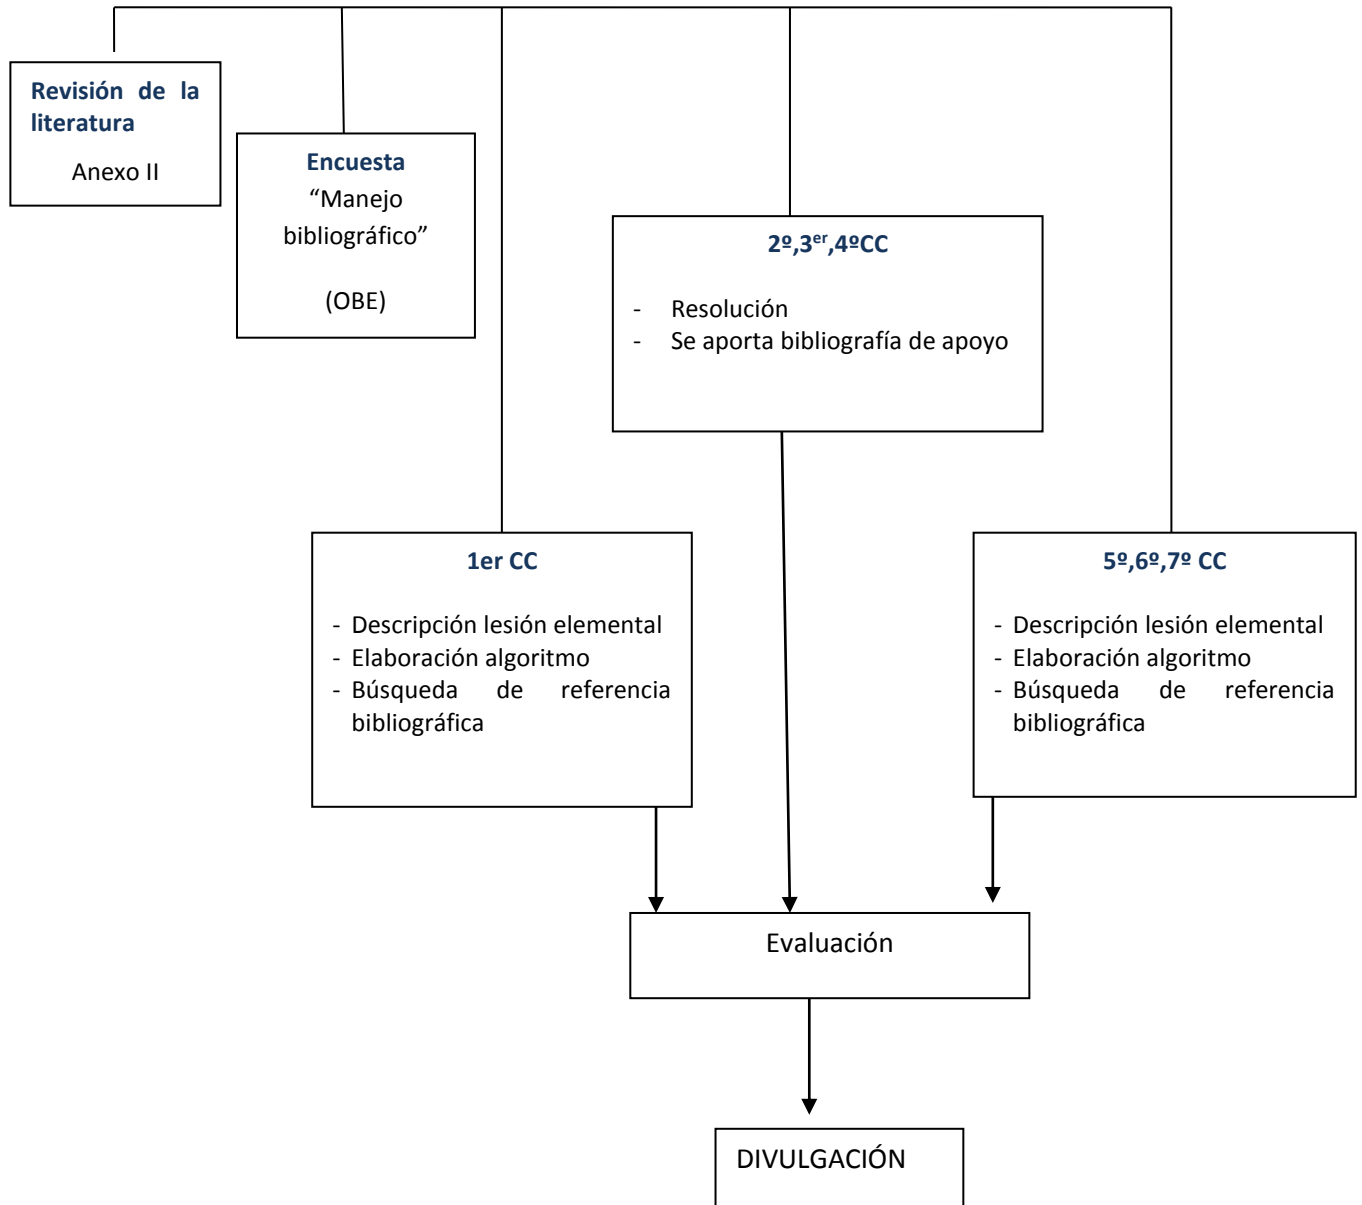 Revisión de la
literatura
Anexo II
Encuesta
“Manejo
bibliográfico”
(OBE)
2º,3er,4ºCC
- Resolución
- Se aporta bibliografía de apoyo
1er CC
- Descripción lesión elemental
- Elaboración algoritmo
- Búsqueda de referencia
bibliográfica
5º,6º,7º CC
- Descripción lesión elemental
- Elaboración algoritmo
- Búsqueda de referencia
bibliográfica
Evaluación
DIVULGACIÓN